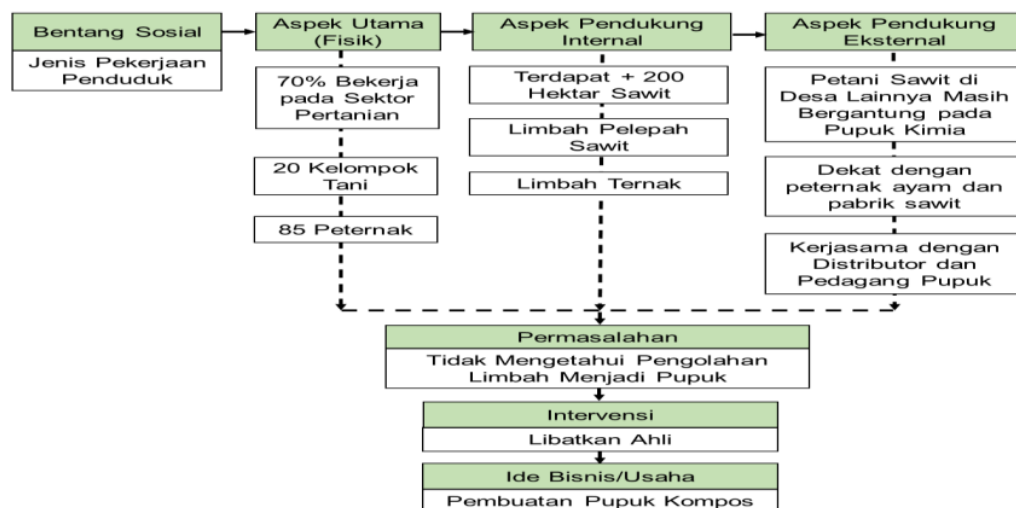 Bentang Sosial
Jenis Pekerjaan
Penduduk
Aspek Utama
(Fisik)
70% Bekerja
pada Sektor
Pertanian
20 Kelompok
Tani
85 Peternak
Aspek Pendukung
Internal
Terdapat + 200
Hektar Sawit
Limbah Pelepah
Sawit
Limbah Ternak
Aspek Pendukung
Eksternal
Petani Sawit di
Desa Lainnya Masih
Bergantung pada
Pupuk Kimia
Dekat dengan
peternak ayam dan
pabrik sawit
Kerjasama dengan
Distributor dan
Pedagang Pupuk
Permasalahan
Tidak Mengetahui Pengolahan
Limbah Menjadi Pupuk
Intervensi
Libatkan Ahli
Ide Bisnis/Usaha
Pembuatan Pupuk Kompos